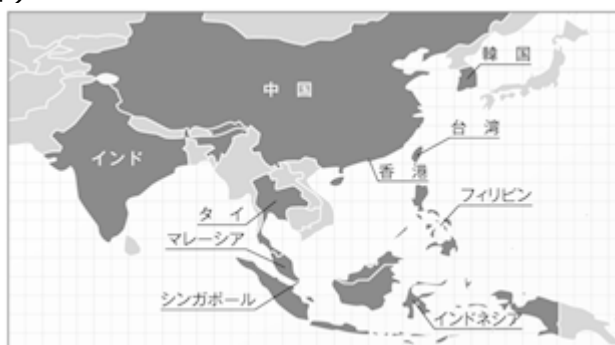 韓 国
中 国
台 湾
インド
香 港
フィリピン
タ イ
マレーシア
シンガポール
インドネシア